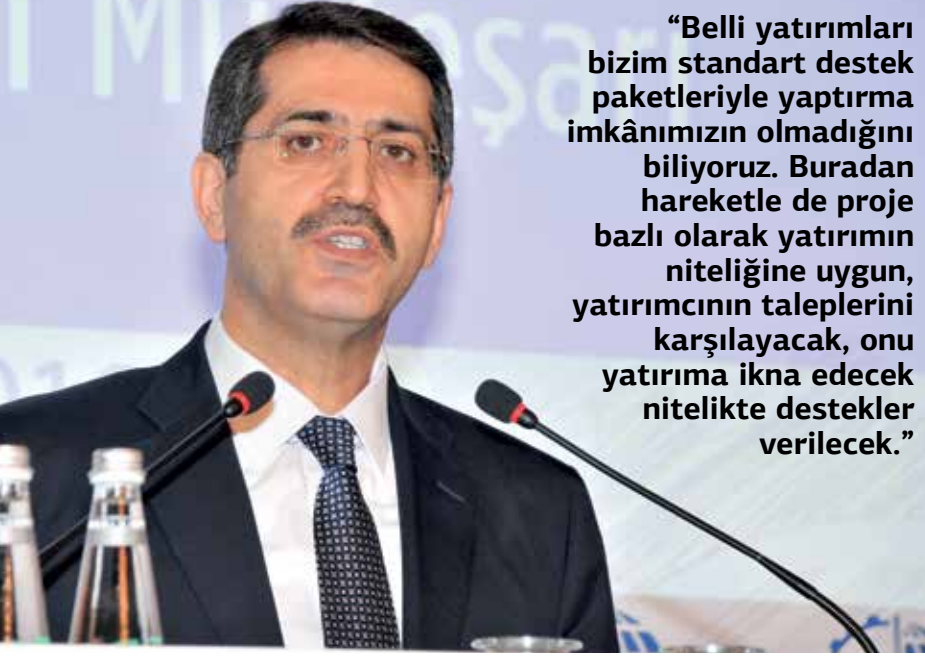 “Belli yatırımları
bizim standart destek
paketleriyle yaptırma
imkânımızın olmadığını
biliyoruz. Buradan
hareketle de proje
bazlı olarak yatırımın
niteliğine uygun,
yatırımcının taleplerini
karşılayacak, onu
yatırıma ikna edecek
nitelikte destekler
verilecek.”